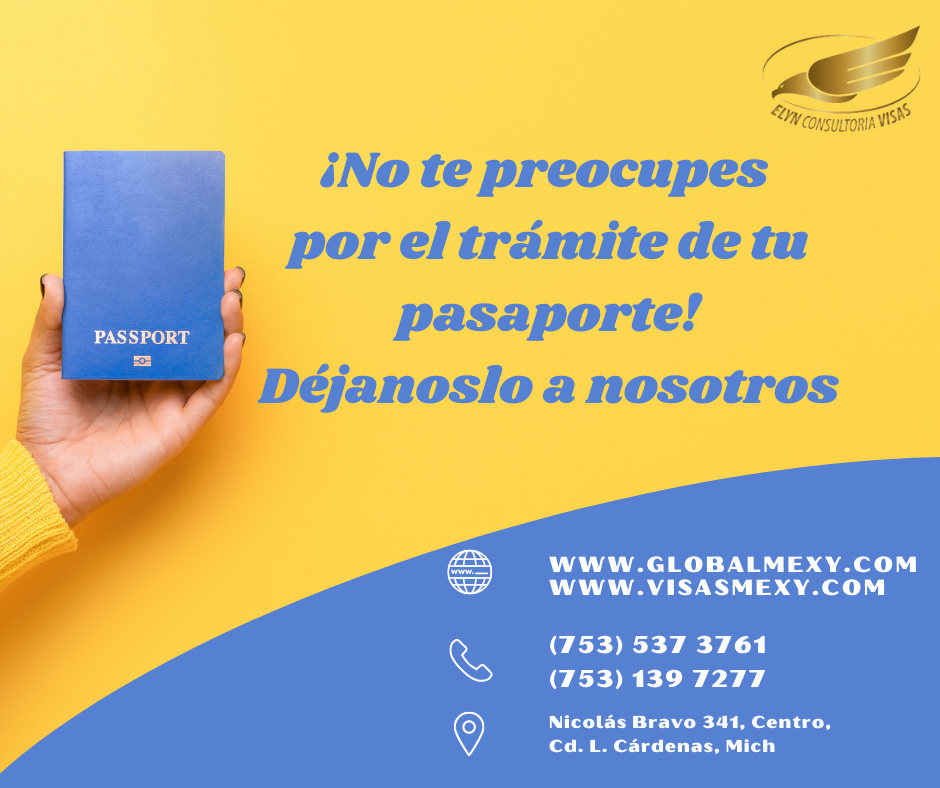 ELYN CONSULTORIA VISAS
¡No te preocupes
por el trámite de tu
pasaporte!
Déjanoslo a nosotros
PASSPORT
www.
WWW.GLOBALMEXY.COM
WWW.VISASMEXY.COM
(753) 537 3761
(753) 139 7277
Nicolás Bravo 341, Centro,
Cd. L. Cárdenas, Mich